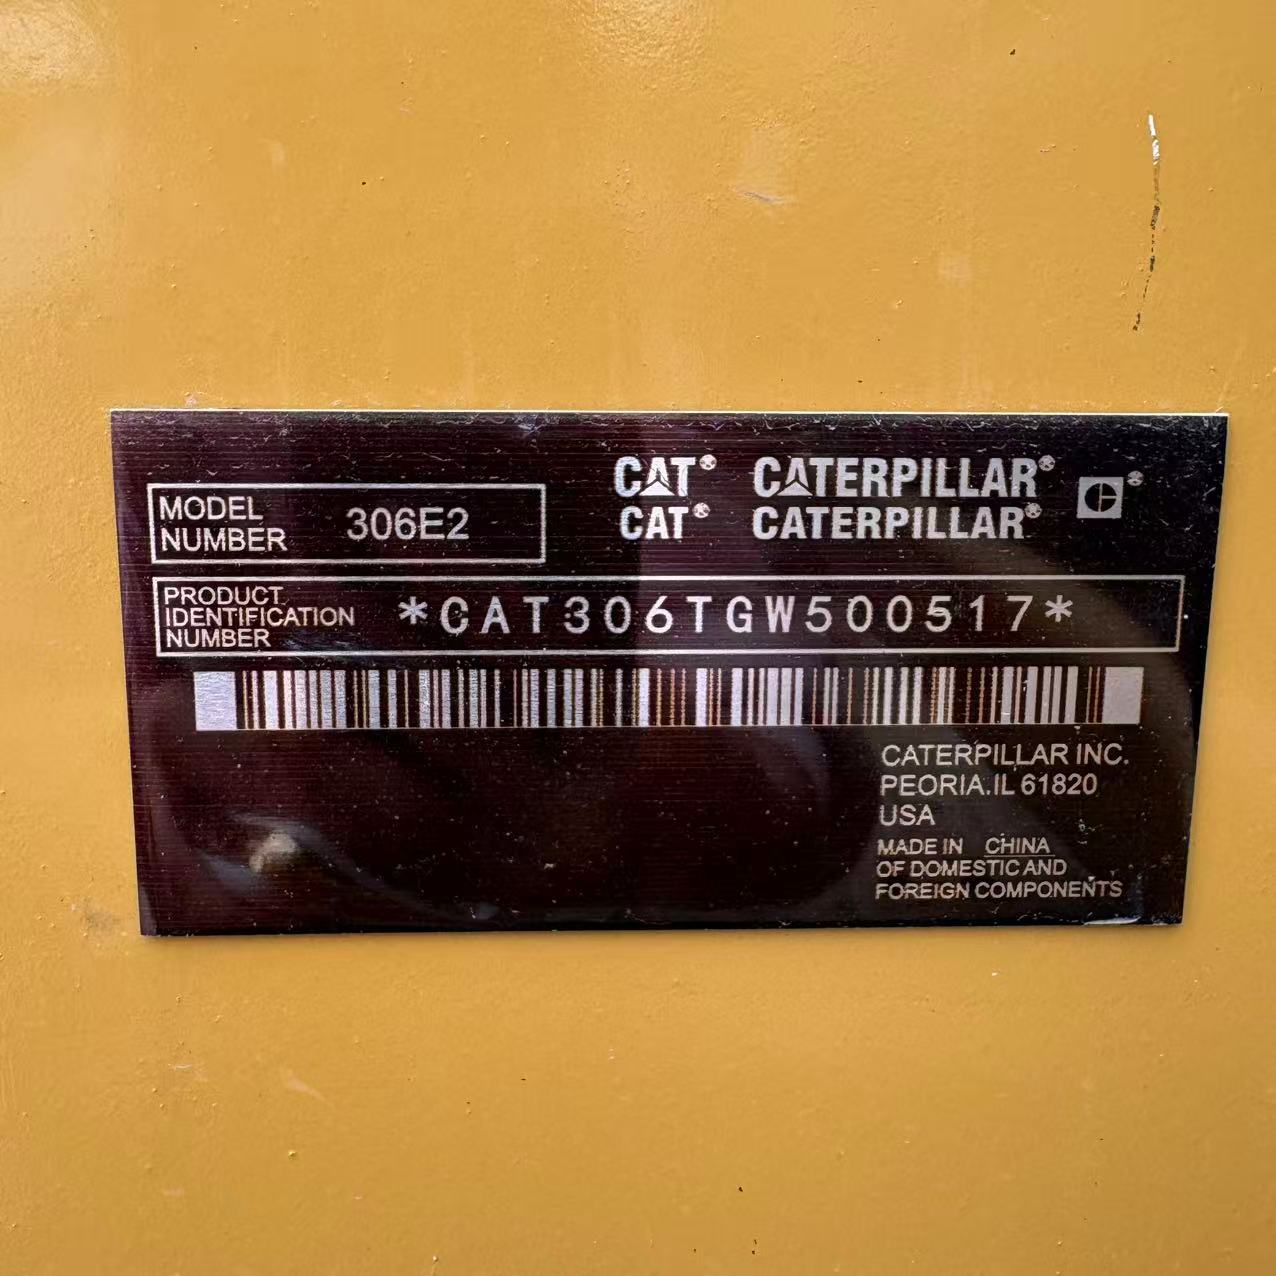 MODEL
NUMBER
306E2
CAT® CATERPILLAR®
CAT® CATERPILLAR®
C®
PRODUCT
IDENTIFICATION
NUMBER
*CAT306TGW500517*
CATERPILLAR INC.
PEORIA.IL 61820
USA
MADE IN CHINA
OF DOMESTIC AND
FOREIGN COMPONENTS